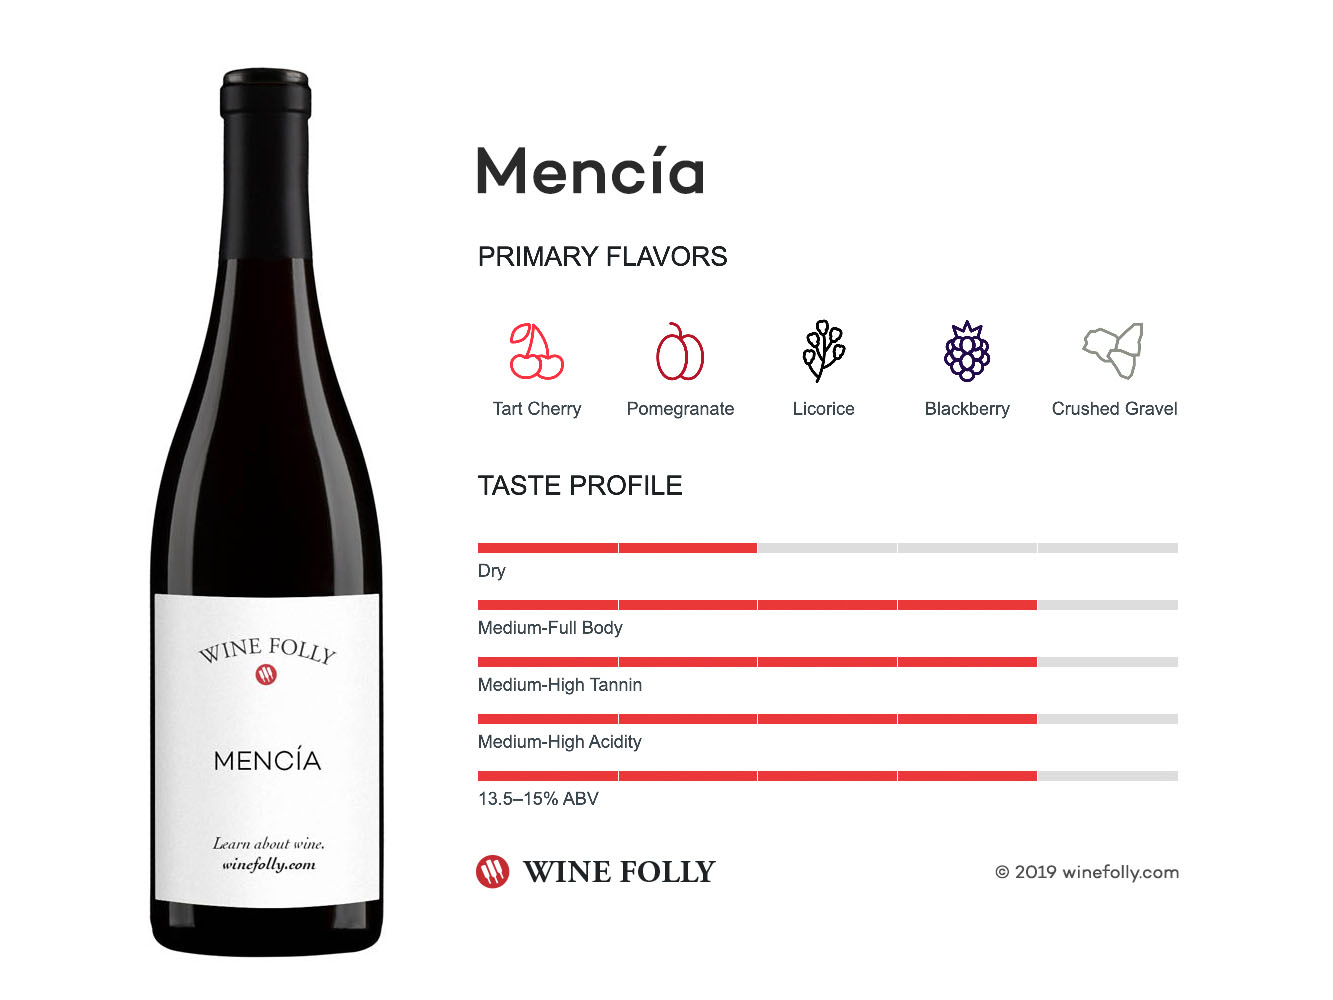 Mencía
PRIMARY FLAVORS
Tart Cherry
Pomegranate
Licorice
Blackberry
Crushed Gravel
TASTE PROFILE
Dry
Medium-Full Body
Medium-High Tannin
Medium-High Acidity
13.5–15% ABV
WINE FOLLY
© 2019 winefolly.com
WINE FOLLY
MENCÍA
Learn about wine.
winefolly.com